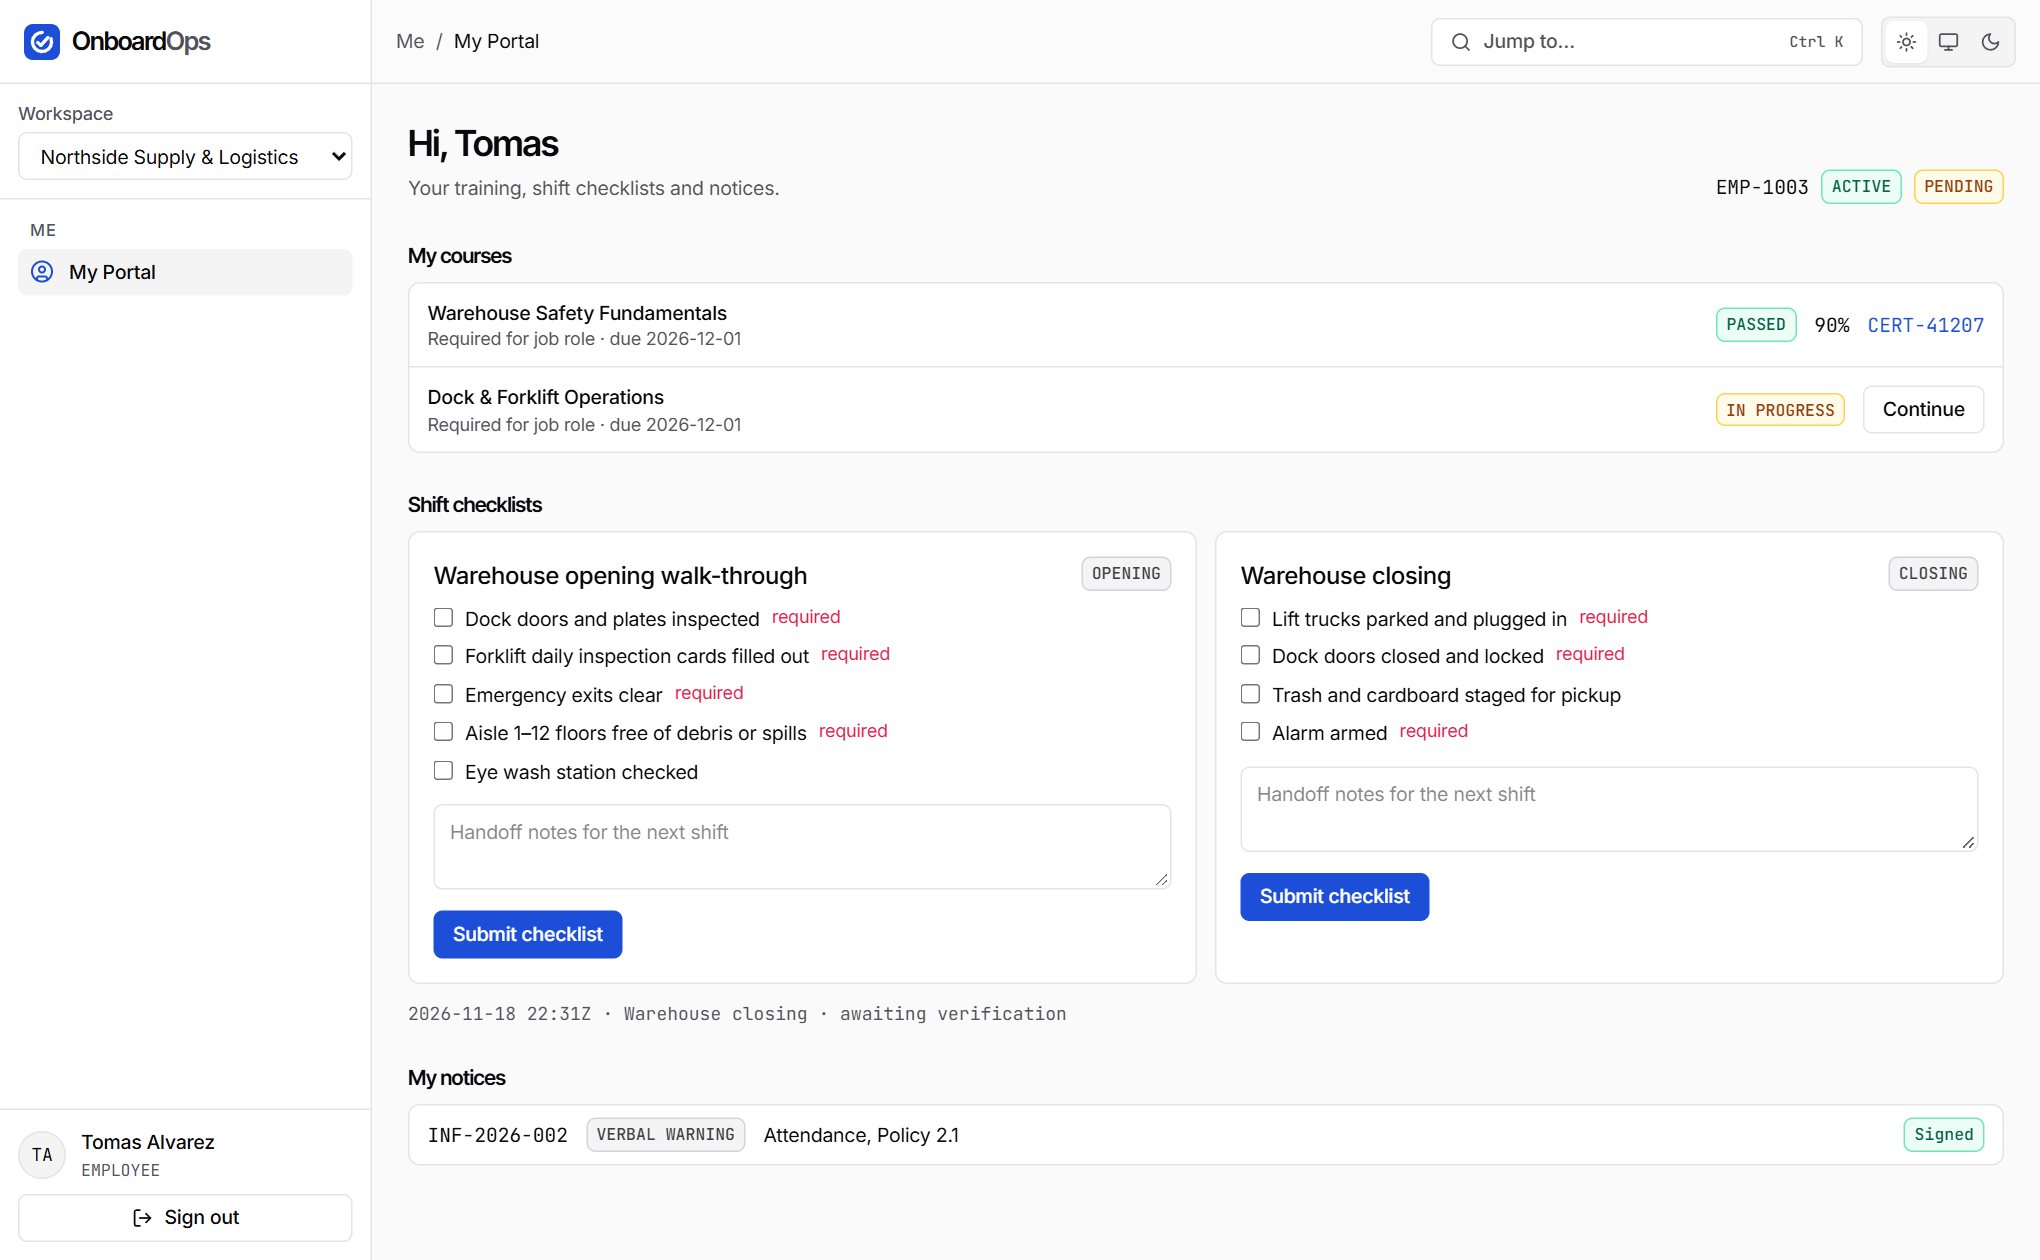 OnboardOps
Me / My Portal
Jump to... Ctrl K
Workspace
Northside Supply & Logistics
ME
My Portal
Hi, Tomas
Your training, shift checklists and notices.
EMP-1003 ACTIVE PENDING
My courses
Warehouse Safety Fundamentals
Required for job role · due 2026-12-01
PASSED 90% CERT-41207
Dock & Forklift Operations
Required for job role · due 2026-12-01
IN PROGRESS Continue
Shift checklists
Warehouse opening walk-through OPENING
Dock doors and plates inspected required
Forklift daily inspection cards filled out required
Emergency exits clear required
Aisle 1–12 floors free of debris or spills required
Eye wash station checked
Handoff notes for the next shift
Submit checklist
Warehouse closing CLOSING
Lift trucks parked and plugged in required
Dock doors closed and locked required
Trash and cardboard staged for pickup
Alarm armed required
Handoff notes for the next shift
Submit checklist
2026-11-18 22:31Z · Warehouse closing · awaiting verification
My notices
INF-2026-002 VERBAL WARNING Attendance, Policy 2.1 Signed
TA
Tomas Alvarez
EMPLOYEE
Sign out